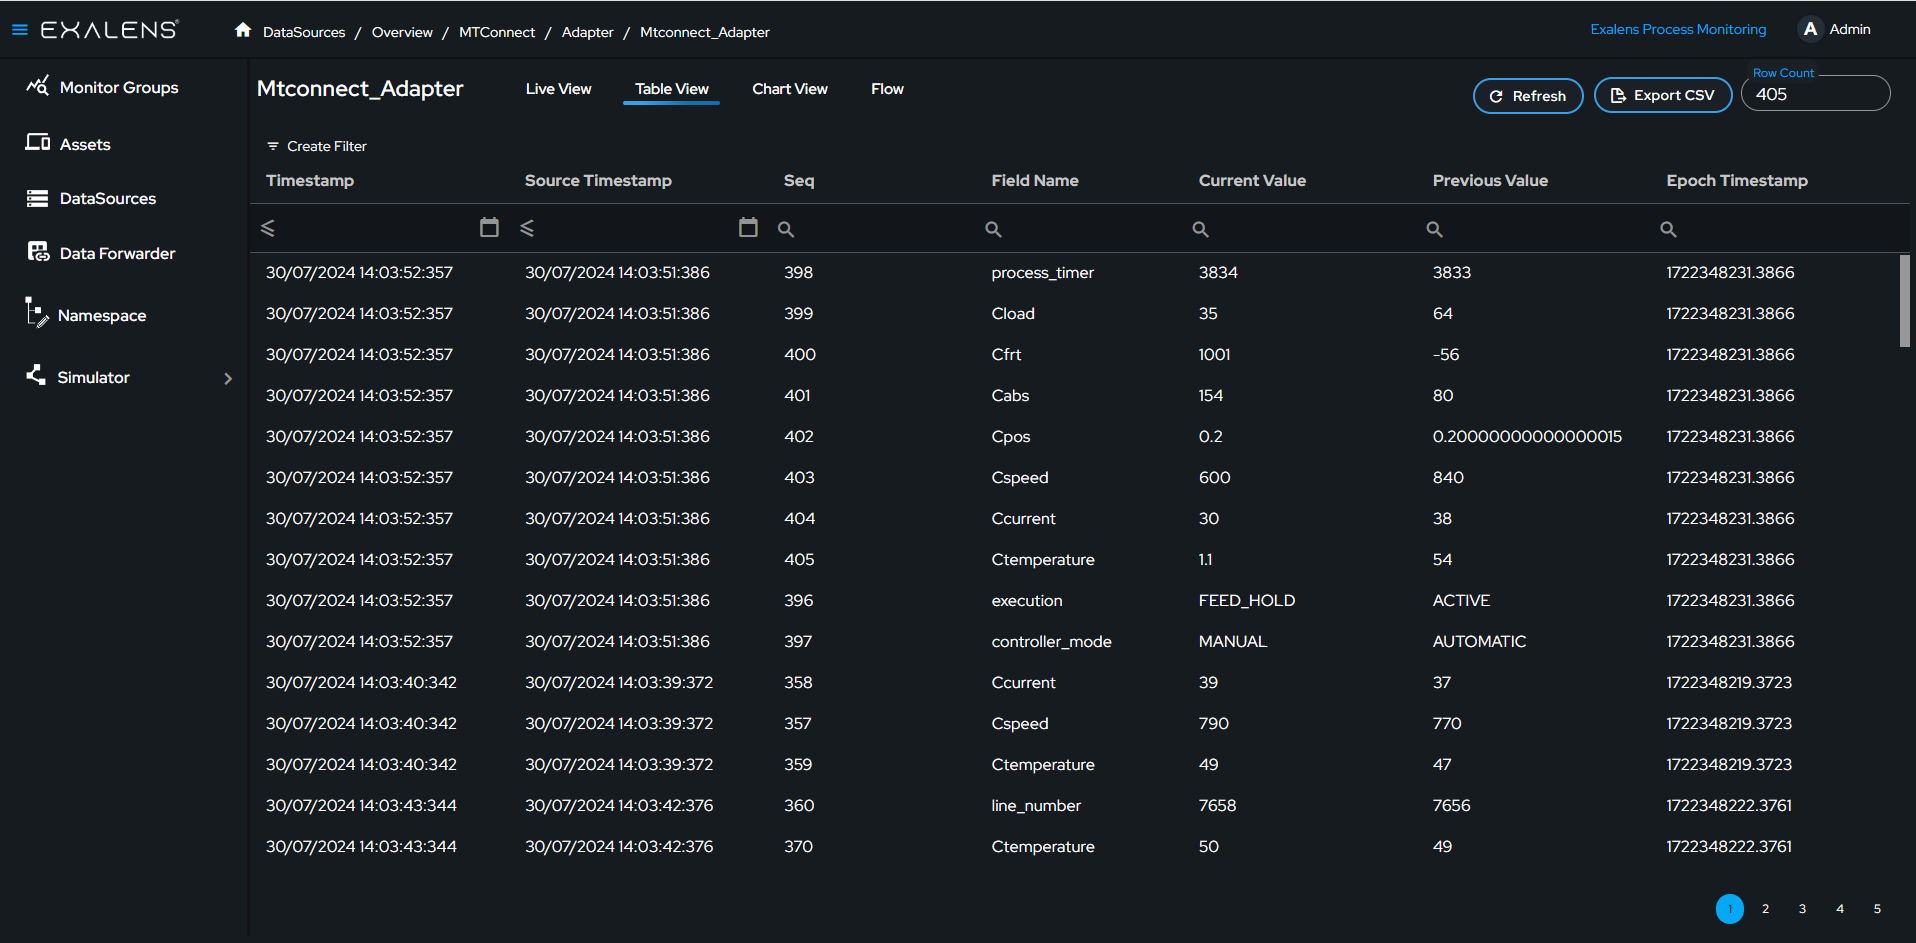 EXALENS®
DataSources / Overview / MTConnect / Adapter / Mtconnect_Adapter
Exalens Process Monitoring
A Admin
Monitor Groups
Assets
DataSources
Data Forwarder
Namespace
Simulator
Mtconnect_Adapter
Live View Table View Chart View Flow
Refresh
Export CSV
Row Count
405
Create Filter
Timestamp Source Timestamp Seq Field Name Current Value Previous Value Epoch Timestamp
30/07/2024 14:03:52:357 30/07/2024 14:03:51:386 398 process_timer 3834 3833 1722348231.3866
30/07/2024 14:03:52:357 30/07/2024 14:03:51:386 399 Cload 35 64 1722348231.3866
30/07/2024 14:03:52:357 30/07/2024 14:03:51:386 400 Cfrt 1001 -56 1722348231.3866
30/07/2024 14:03:52:357 30/07/2024 14:03:51:386 401 Cabs 154 80 1722348231.3866
30/07/2024 14:03:52:357 30/07/2024 14:03:51:386 402 Cpos 0.2 0.20000000000000015 1722348231.3866
30/07/2024 14:03:52:357 30/07/2024 14:03:51:386 403 Cspeed 600 840 1722348231.3866
30/07/2024 14:03:52:357 30/07/2024 14:03:51:386 404 Ccurrent 30 38 1722348231.3866
30/07/2024 14:03:52:357 30/07/2024 14:03:51:386 405 Ctemperature 1.1 54 1722348231.3866
30/07/2024 14:03:52:357 30/07/2024 14:03:51:386 396 execution FEED_HOLD ACTIVE 1722348231.3866
30/07/2024 14:03:52:357 30/07/2024 14:03:51:386 397 controller_mode MANUAL AUTOMATIC 1722348231.3866
30/07/2024 14:03:40:342 30/07/2024 14:03:39:372 358 Ccurrent 39 37 1722348219.3723
30/07/2024 14:03:40:342 30/07/2024 14:03:39:372 357 Cspeed 790 770 1722348219.3723
30/07/2024 14:03:40:342 30/07/2024 14:03:39:372 359 Ctemperature 49 47 1722348219.3723
30/07/2024 14:03:43:344 30/07/2024 14:03:42:376 360 line_number 7658 7656 1722348222.3761
30/07/2024 14:03:43:344 30/07/2024 14:03:42:376 370 Ctemperature 50 49 1722348222.3761
1 2 3 4 5